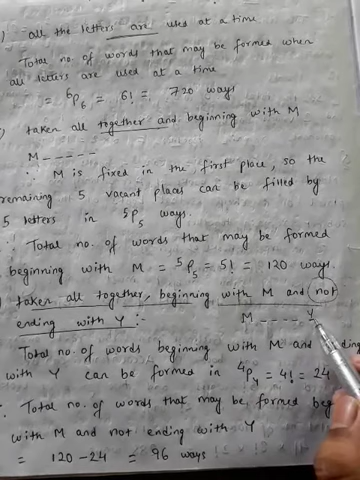 ) all the letters are used at a time
Total no. of words that may be formed when
all letters are used at a time
= ⁶P₆ = 6! = 720 ways
) taken all together and beginning with M
M - - - - -
∵ M is fixed in the first place, so the
remaining 5 vacant places can be filled by
5 letters in ⁵P₅ ways.
∴ Total no. of words that may be formed
beginning with M = ⁵P₅ = 5! = 120 ways
) taken all together, beginning with M and not
ending with Y :-
M - - - - Y
Total no. of words beginning with M and ending
with Y can be formed in ⁴P₄ = 4! = 24
∴ Total no. of words that may be formed beg
with M and not ending with Y
= 120 - 24 = 96 ways